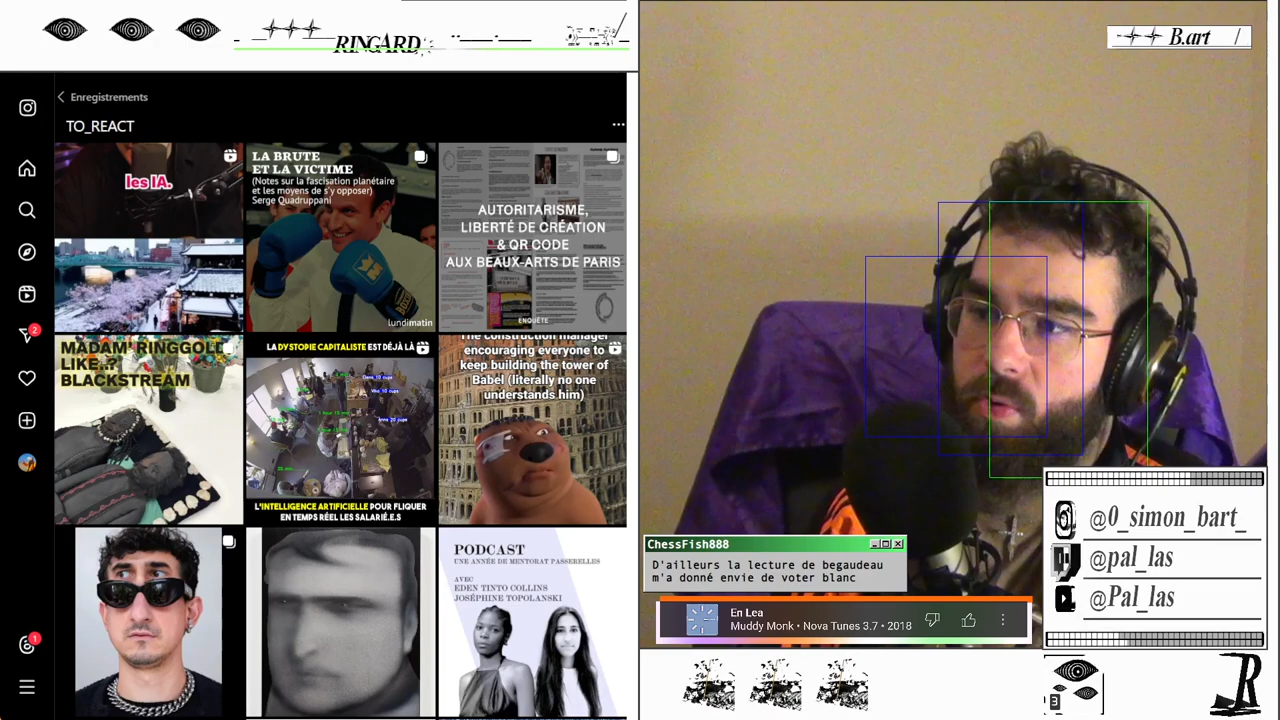 RINGARD
Enregistrements
TO_REACT
les IA.
LA BRUTE
ET LA VICTIME
(Notes sur la fascisation planétaire
et les moyens de s'y opposer)
Serge Quadruppani
lundimatin
AUTORITARISME,
LIBERTÉ DE CRÉATION
& QR CODE
AUX BEAUX-ARTS DE PARIS
ENQUÊTE
MADAM' RINGGOLD
LIKE..?
BLACKSTREAM
LA DYSTOPIE CAPITALISTE EST DÉJÀ LÀ
L'INTELLIGENCE ARTIFICIELLE POUR FLIQUER
EN TEMPS RÉEL LES SALARIÉ.E.S
The construction manager
encouraging everyone to
keep building the tower of
Babel (literally no one
understands him)
PODCAST
UNE ANNÉE DE MENTORAT PASSERELLES
AVEC
EDEN TINTO COLLINS
JOSÉPHINE TOPOLANSKI
2
1
B.art /
ChessFish888
D'ailleurs la lecture de begaudeau
m'a donné envie de voter blanc
En Lea
Muddy Monk • Nova Tunes 3.7 • 2018
@0_simon_bart_
@pal_las
@Pal_las
3
R